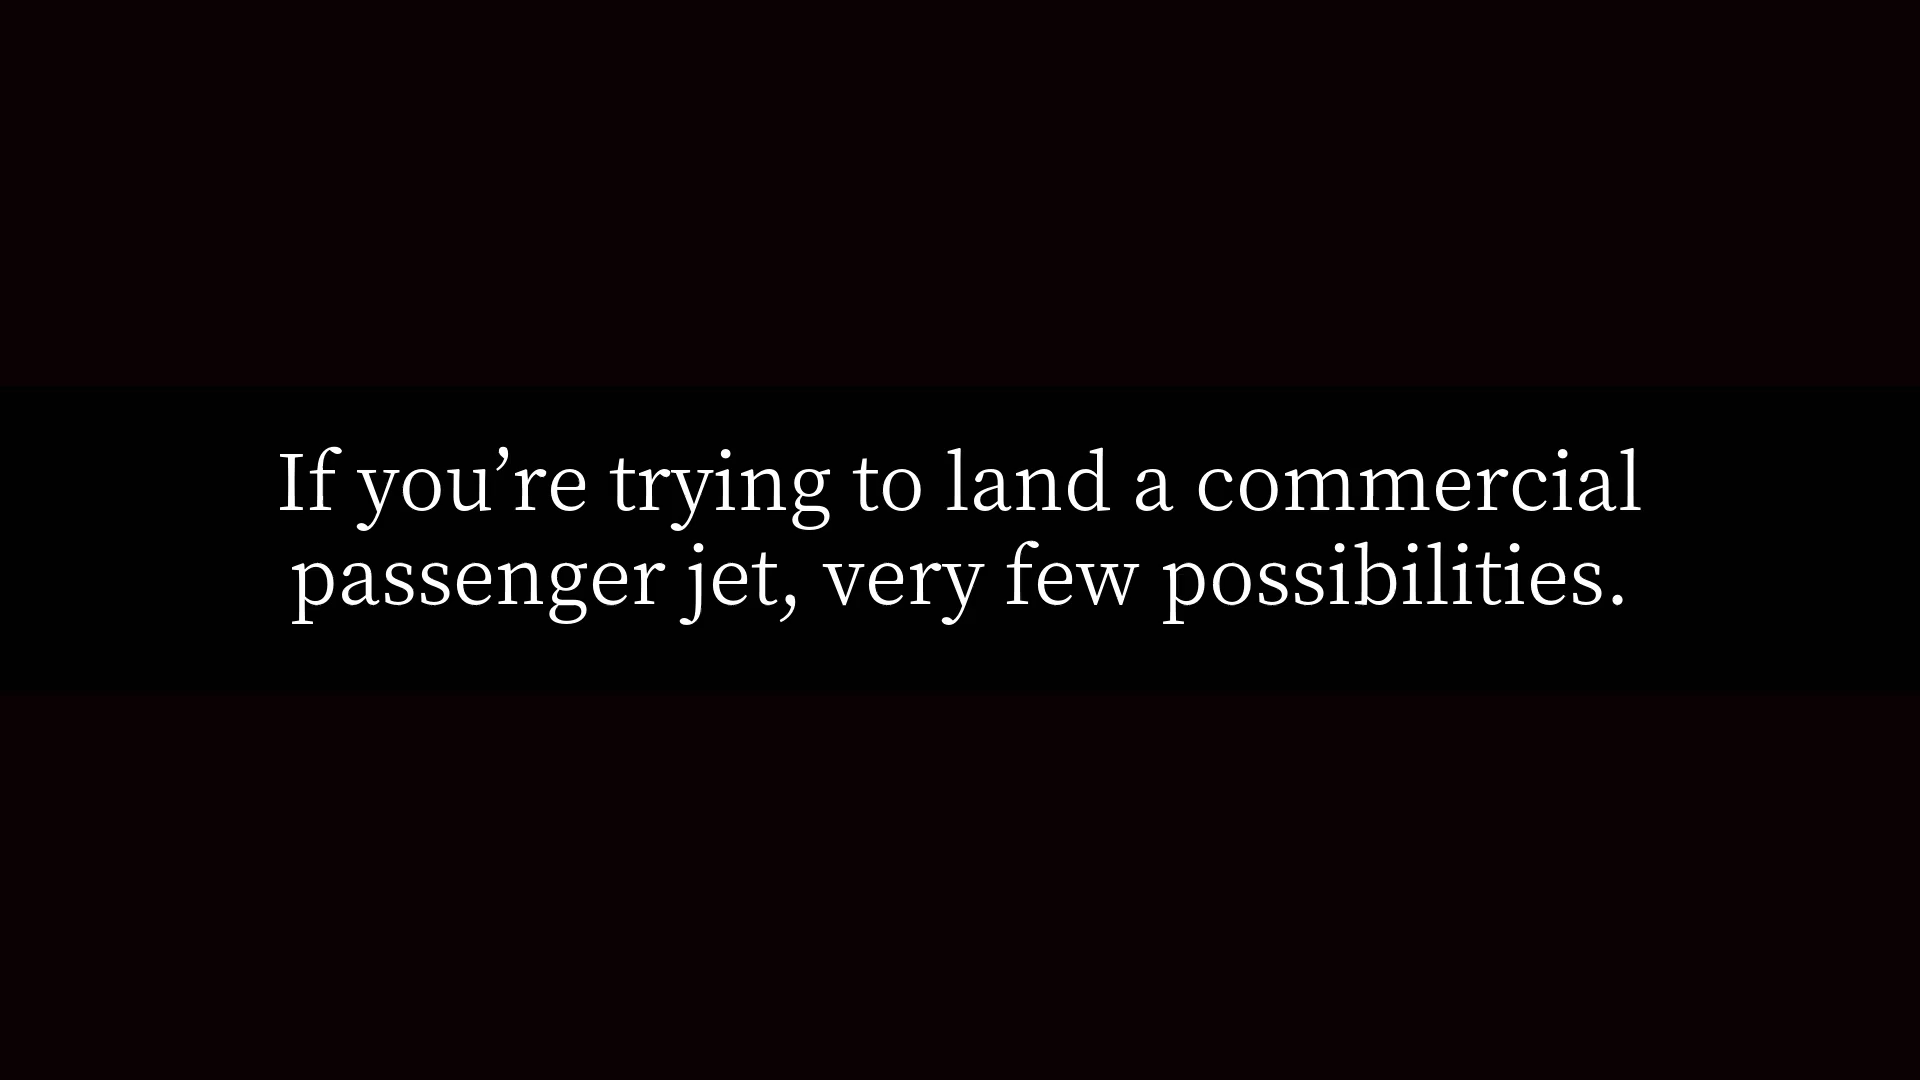 If you’re trying to land a commercial
passenger jet, very few possibilities.